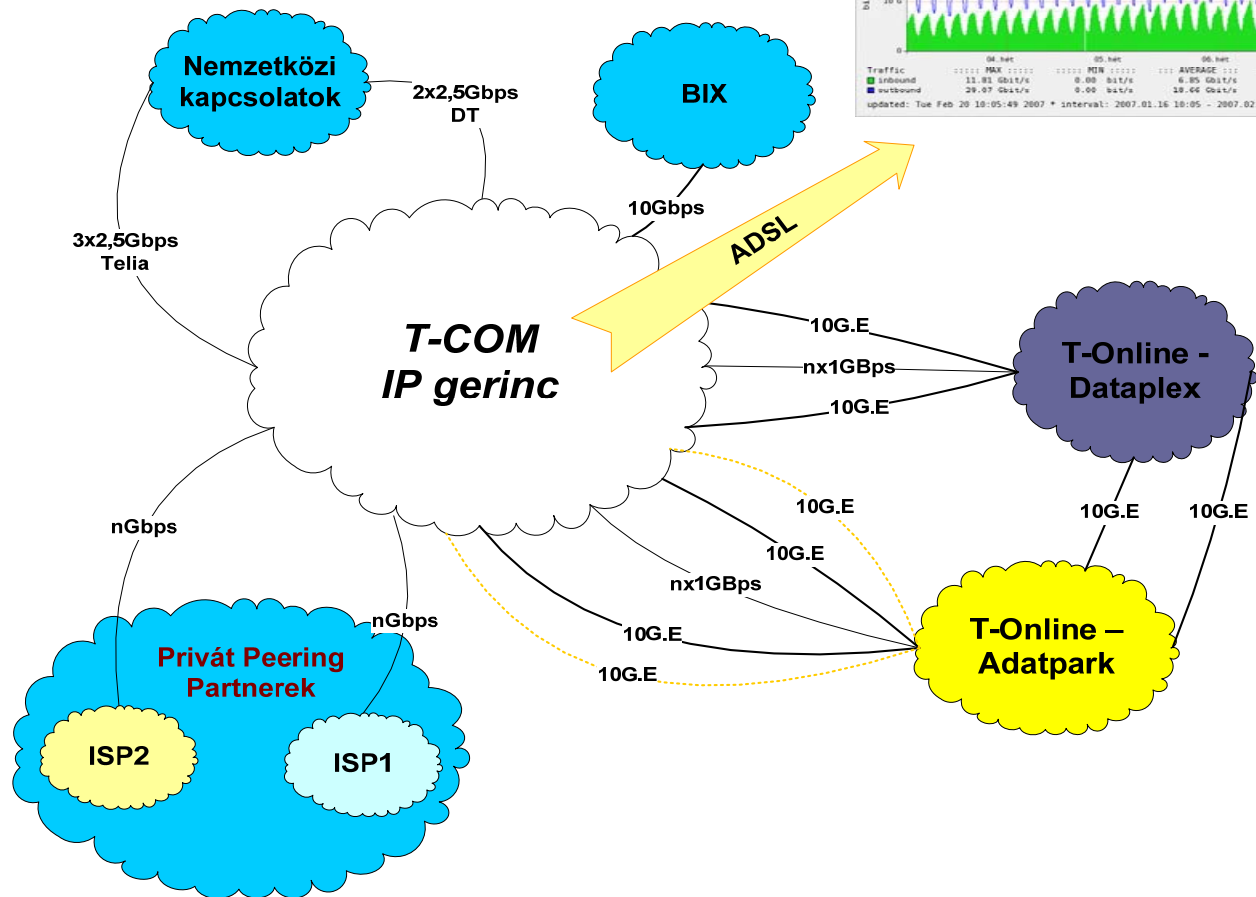 Nemzetközi
kapcsolatok
2x2,5Gbps
DT
BIX
10Gbps
3x2,5Gbps
Telia
ADSL
T-COM
IP gerinc
10G.E
nx1GBps
10G.E
T-Online -
Dataplex
10G.E
10G.E
10G.E
10G.E
nx1GBps
10G.E
10G.E
T-Online –
Adatpark
nGbps
nGbps
Privát Peering
Partnerek
ISP2
ISP1
0
04.hét 05.hét 06.hét
Traffic ::::: MAX ::::: ::::: MIN ::::: ::: AVERAGE :::
inbound 11.81 Gbit/s 0.00 bit/s 6.85 Gbit/s
outbound 29.07 Gbit/s 0.00 bit/s 18.66 Gbit/s
updated: Tue Feb 20 10:05:49 2007 * interval: 2007.01.16 10:05 - 2007.02